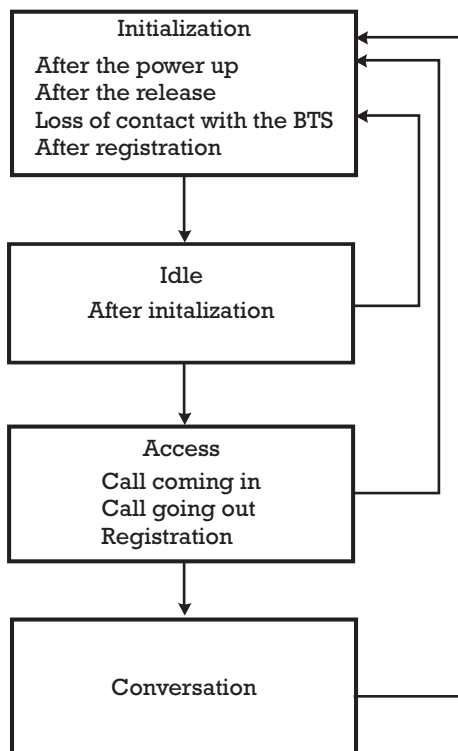 Initialization
After the power up
After the release
Loss of contact with the BTS
After registration
Idle
After initalization
Access
Call coming in
Call going out
Registration
Conversation